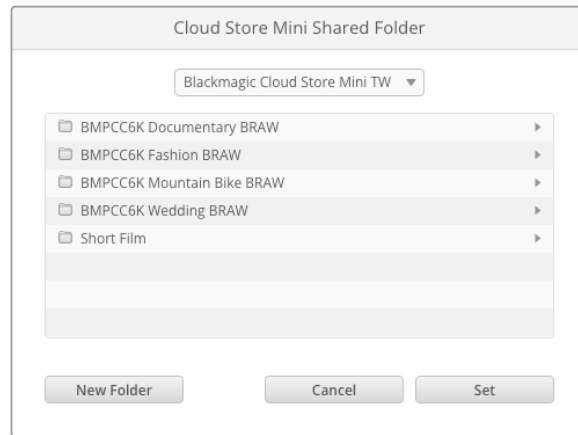 Cloud Store Mini Shared Folder
Blackmagic Cloud Store Mini TW
BMPCC6K Documentary BRAW
BMPCC6K Fashion BRAW
BMPCC6K Mountain Bike BRAW
BMPCC6K Wedding BRAW
Short Film
New Folder Cancel Set